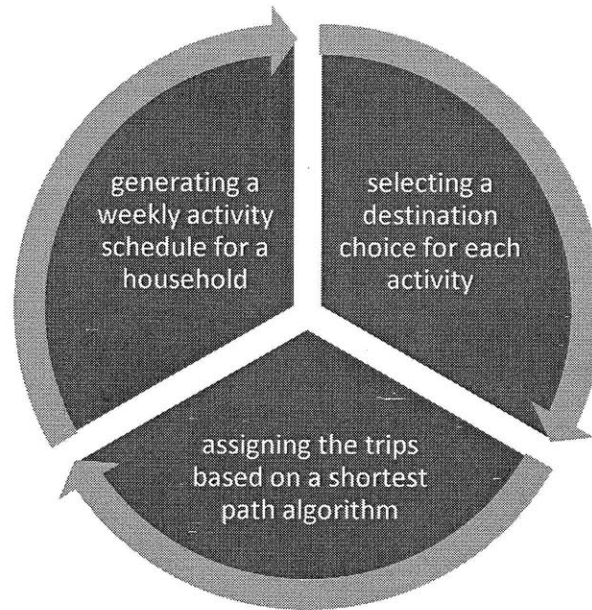 generating a
weekly activity
schedule for a
household
selecting a
destination
choice for each
activity
assigning the trips
based on a shortest
path algorithm